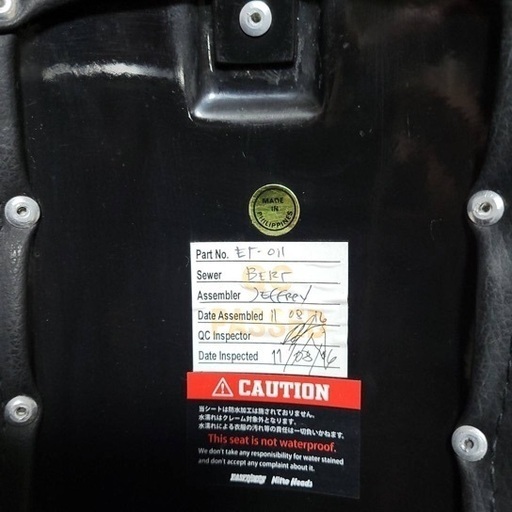 MADE
IN
PHILIPPINES
Part No. ET-011
Sewer BERT
Assembler JEFFREY
Date Assembled 11 08 16
QC PASSED
QC Inspector
Date Inspected 11/08/16
CAUTION
当シートは防水加工は施されておりません。
水濡れはクレーム対象外となります。
水濡れによる衣服の汚れ等の責任は一切負いかねます。
This seat is not waterproof.
We don't take any responsibility for water stained
and don't accept any complaint about it.
Nitro Heads